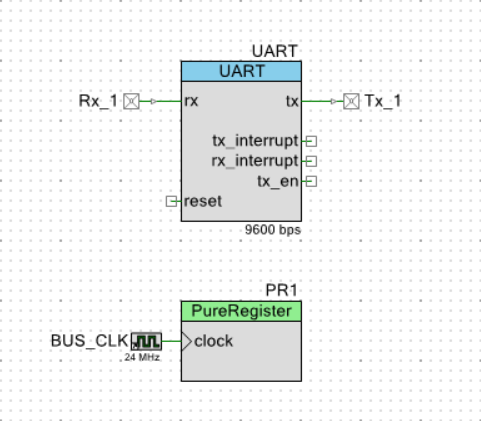 UART
UART
Rx_1 rx tx Tx_1
tx_interrupt
rx_interrupt
tx_en
reset
9600 bps
PR1
PureRegister
BUS_CLK clock
24 MHz